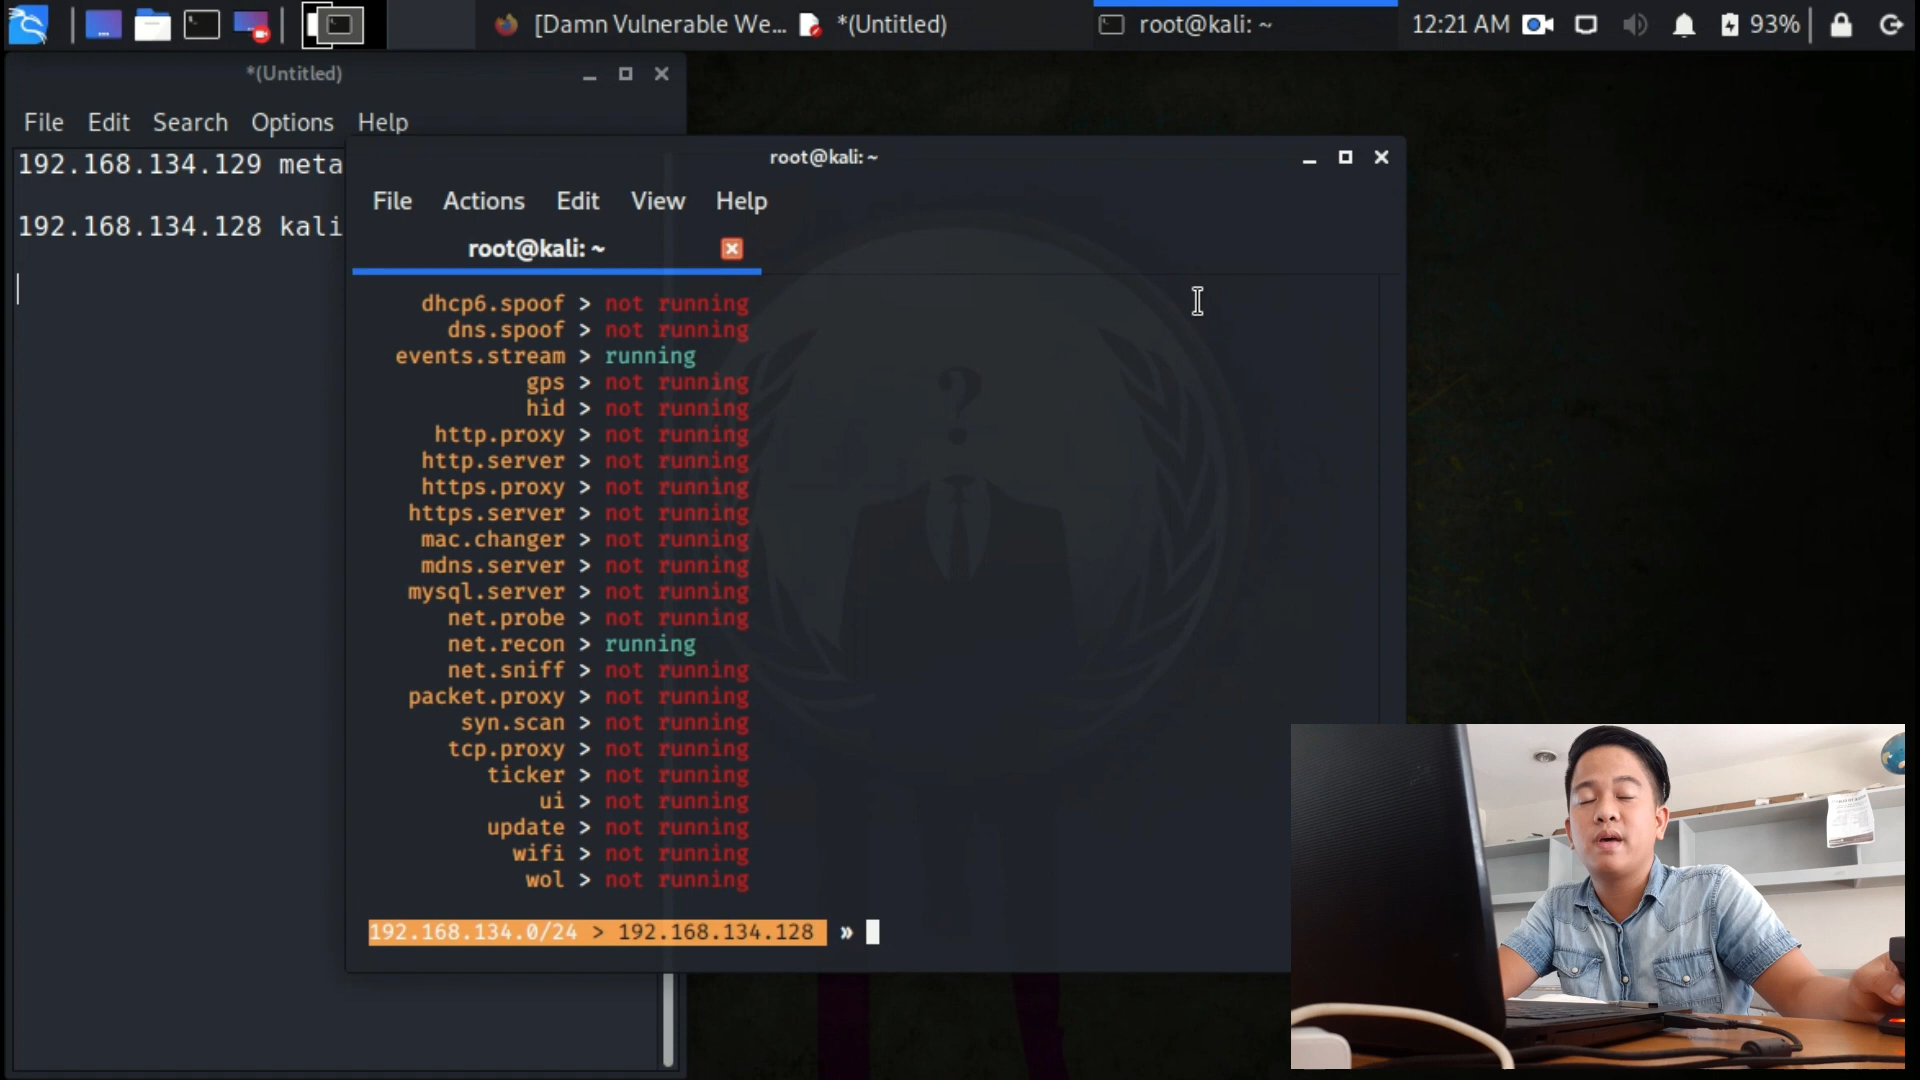 [Damn Vulnerable We...
*(Untitled)
root@kali: ~
12:21 AM
93%
*(Untitled)
File Edit Search Options Help
192.168.134.129 meta
192.168.134.128 kali
root@kali: ~
File Actions Edit View Help
root@kali: ~
dhcp6.spoof > not running
dns.spoof > not running
events.stream > running
gps > not running
hid > not running
http.proxy > not running
http.server > not running
https.proxy > not running
https.server > not running
mac.changer > not running
mdns.server > not running
mysql.server > not running
net.probe > not running
net.recon > running
net.sniff > not running
packet.proxy > not running
syn.scan > not running
tcp.proxy > not running
ticker > not running
ui > not running
update > not running
wifi > not running
wol > not running
192.168.134.0/24 > 192.168.134.128 »